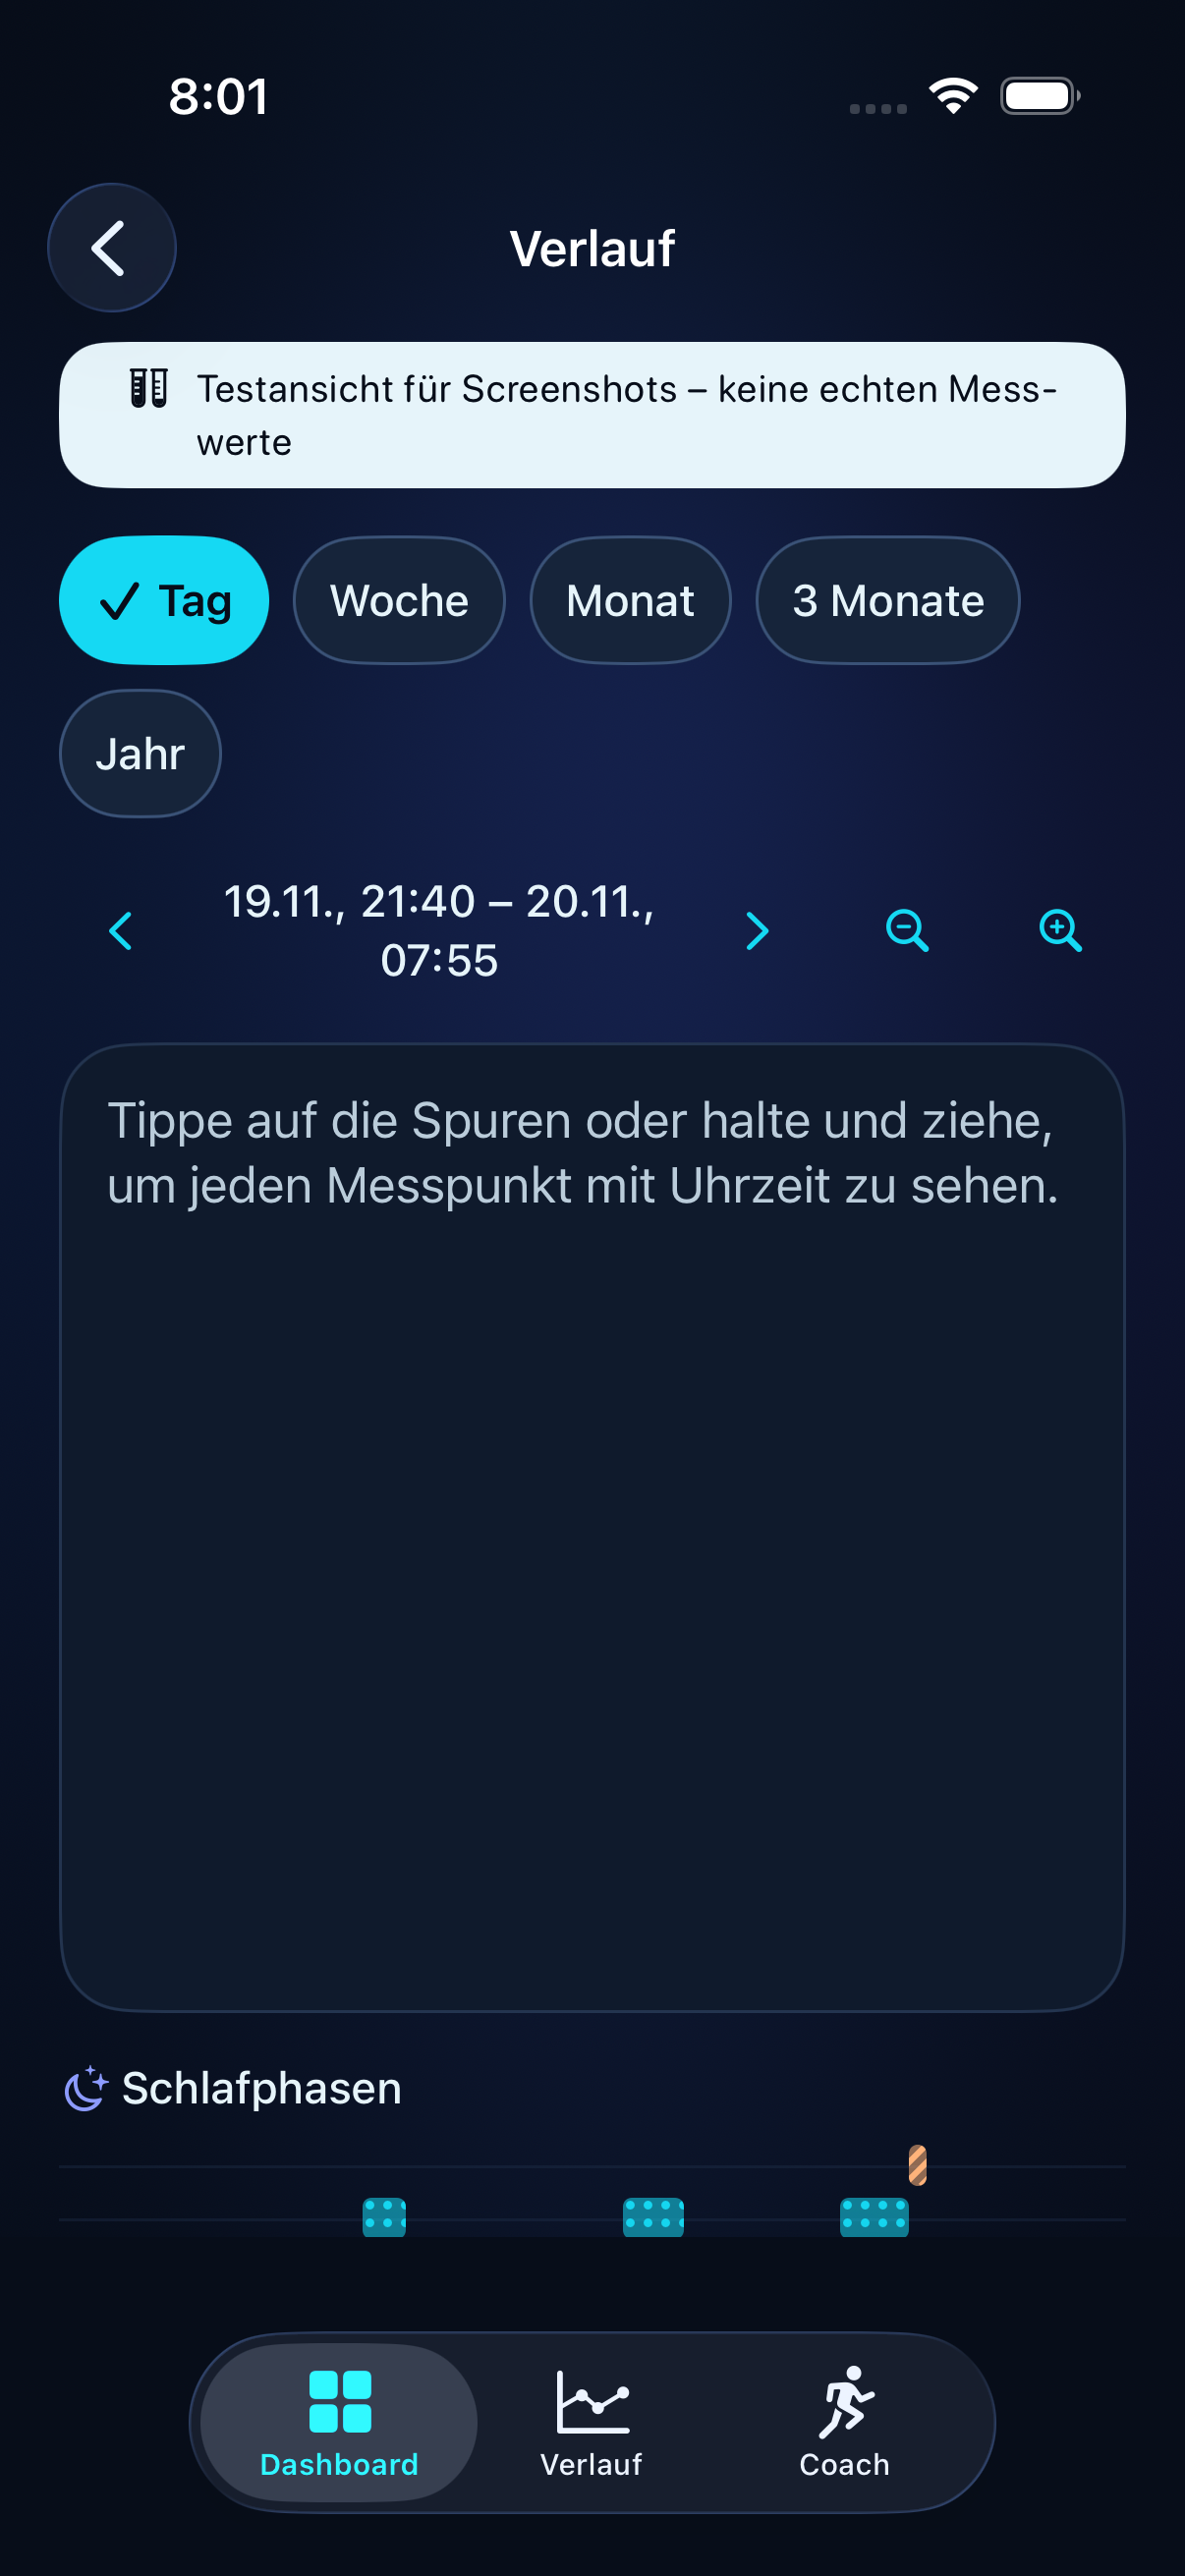 8:01
Verlauf
Testansicht für Screenshots – keine echten Mess-
werte
Tag
Woche
Monat
3 Monate
Jahr
19.11., 21:40 – 20.11.,
07:55
Tippe auf die Spuren oder halte und ziehe,
um jeden Messpunkt mit Uhrzeit zu sehen.
Schlafphasen
Dashboard
Verlauf
Coach